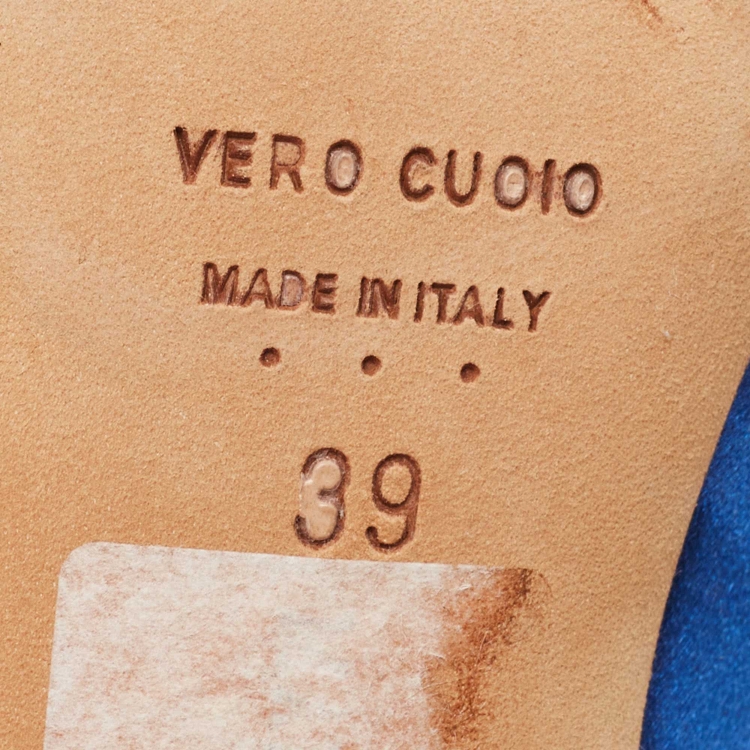 VERO CUOIO
MADE IN ITALY
• • •
39